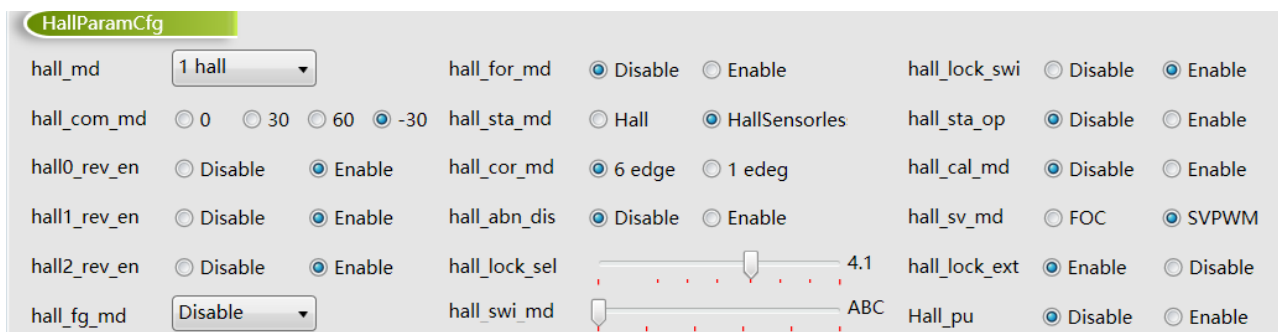 HallParamCfg
hall_md 1 hall hall_for_md Disable Enable hall_lock_swi Disable Enable
hall_com_md 0 30 60 -30 hall_sta_md Hall HallSensorles hall_sta_op Disable Enable
hall0_rev_en Disable Enable hall_cor_md 6 edge 1 edeg hall_cal_md Disable Enable
hall1_rev_en Disable Enable hall_abn_dis Disable Enable hall_sv_md FOC SVPWM
hall2_rev_en Disable Enable hall_lock_sel 4.1 hall_lock_ext Enable Disable
hall_fg_md Disable hall_swi_md ABC Hall_pu Disable Enable